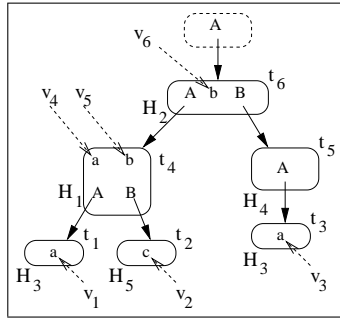 A
v6
t6
A b B
H2
v4 v5
t5
a b t4
A
H1 A B
H4
t1 t2 t3
a c a
H3 H5 H3
v1 v2 v3